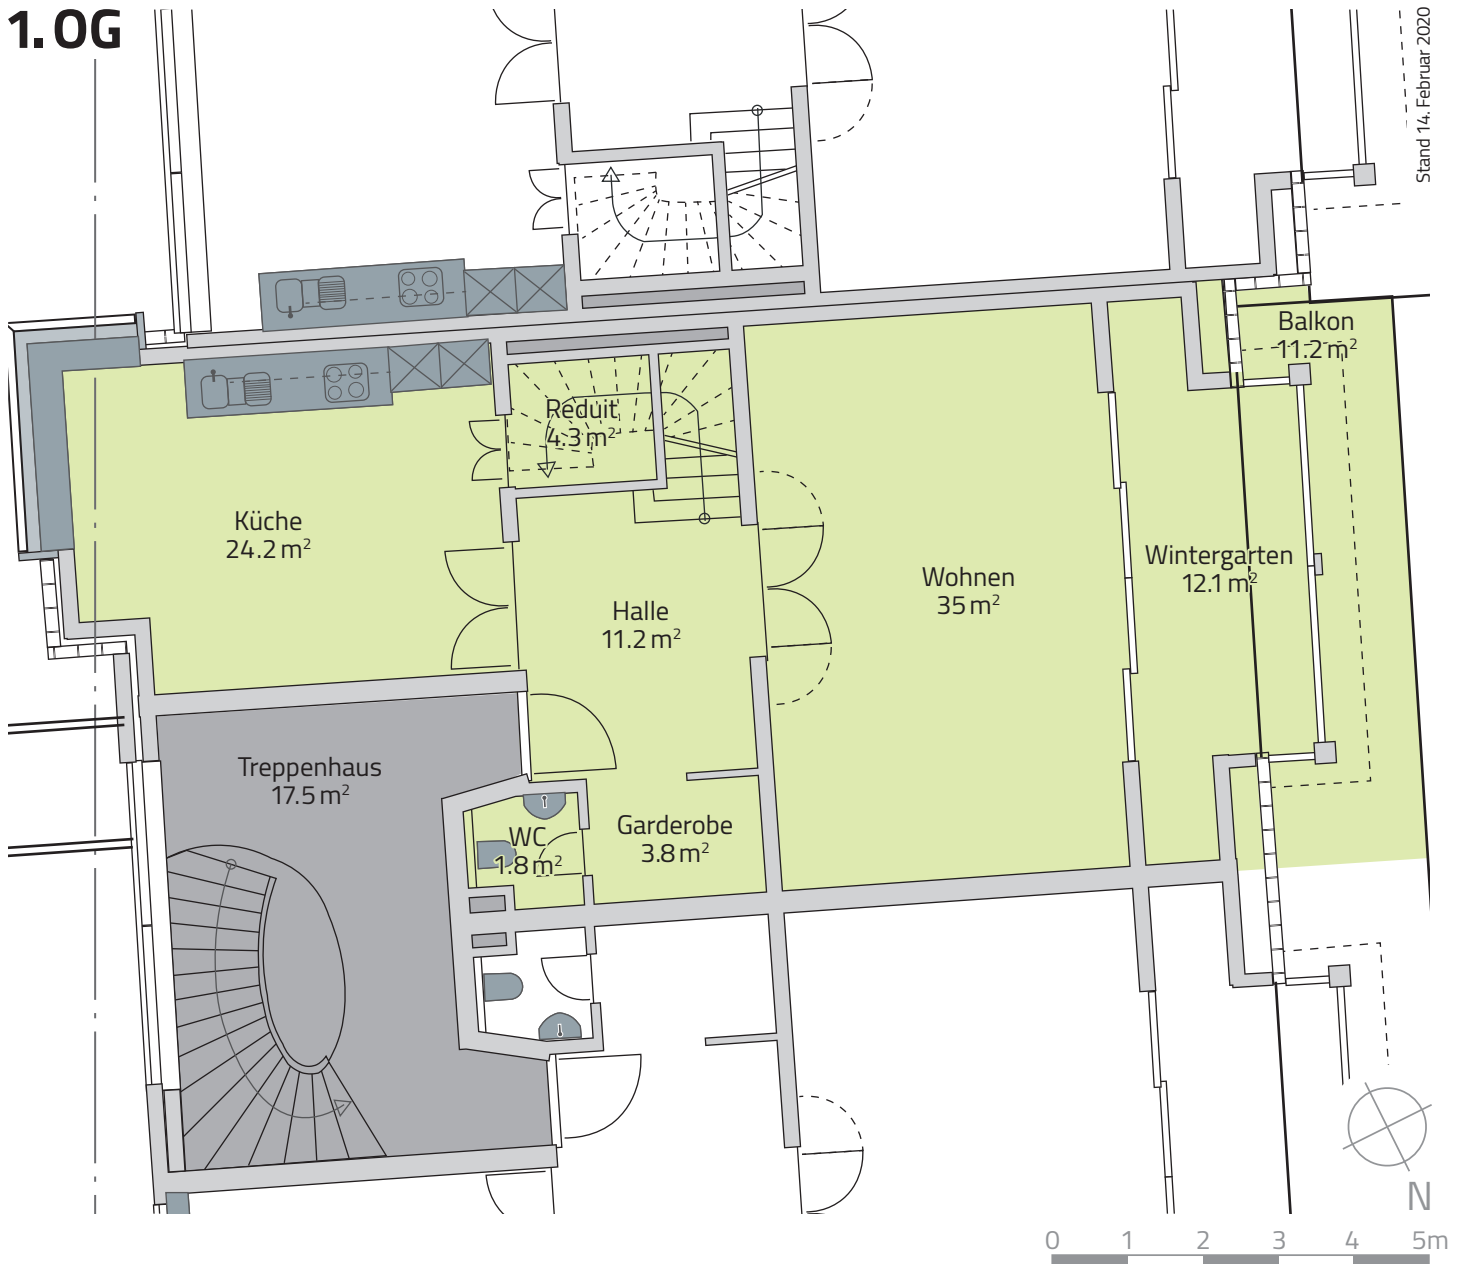 1. OG
Stand 14. Februar 2020
Balkon
11.2 m²
Reduit
4.3 m²
Küche
24.2 m²
Wintergarten
12.1 m²
Wohnen
35 m²
Halle
11.2 m²
Treppenhaus
17.5 m²
WC
1.8 m²
Garderobe
3.8 m²
N
0 1 2 3 4 5m